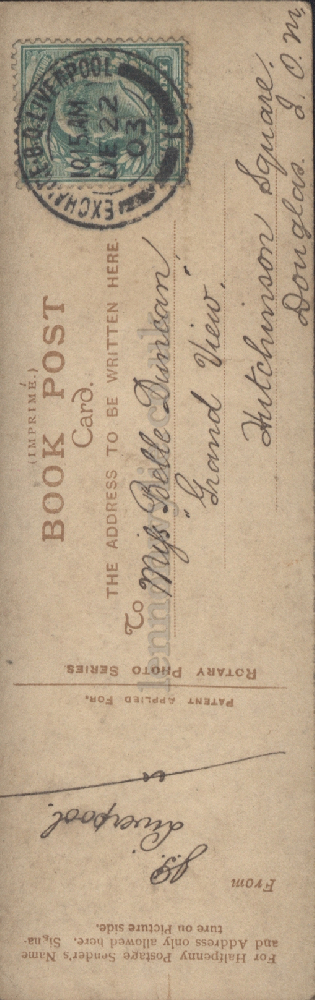 EXCHANGE.B.O. LIVERPOOL
10.15 AM
DE 22
03
(IMPRIMÉ.)
BOOK POST
Card.
THE ADDRESS TO BE WRITTEN HERE
To Miss Belle Duncan
"Grand View"
Hutchinson Square.
Douglas. I. O. M.
ROTARY PHOTO SERIES.
PATENT APPLIED FOR.
For Halfpenny Postage Sender's Name
and Address only allowed here. Signa-
ture on Picture side.
From
Liverpool.